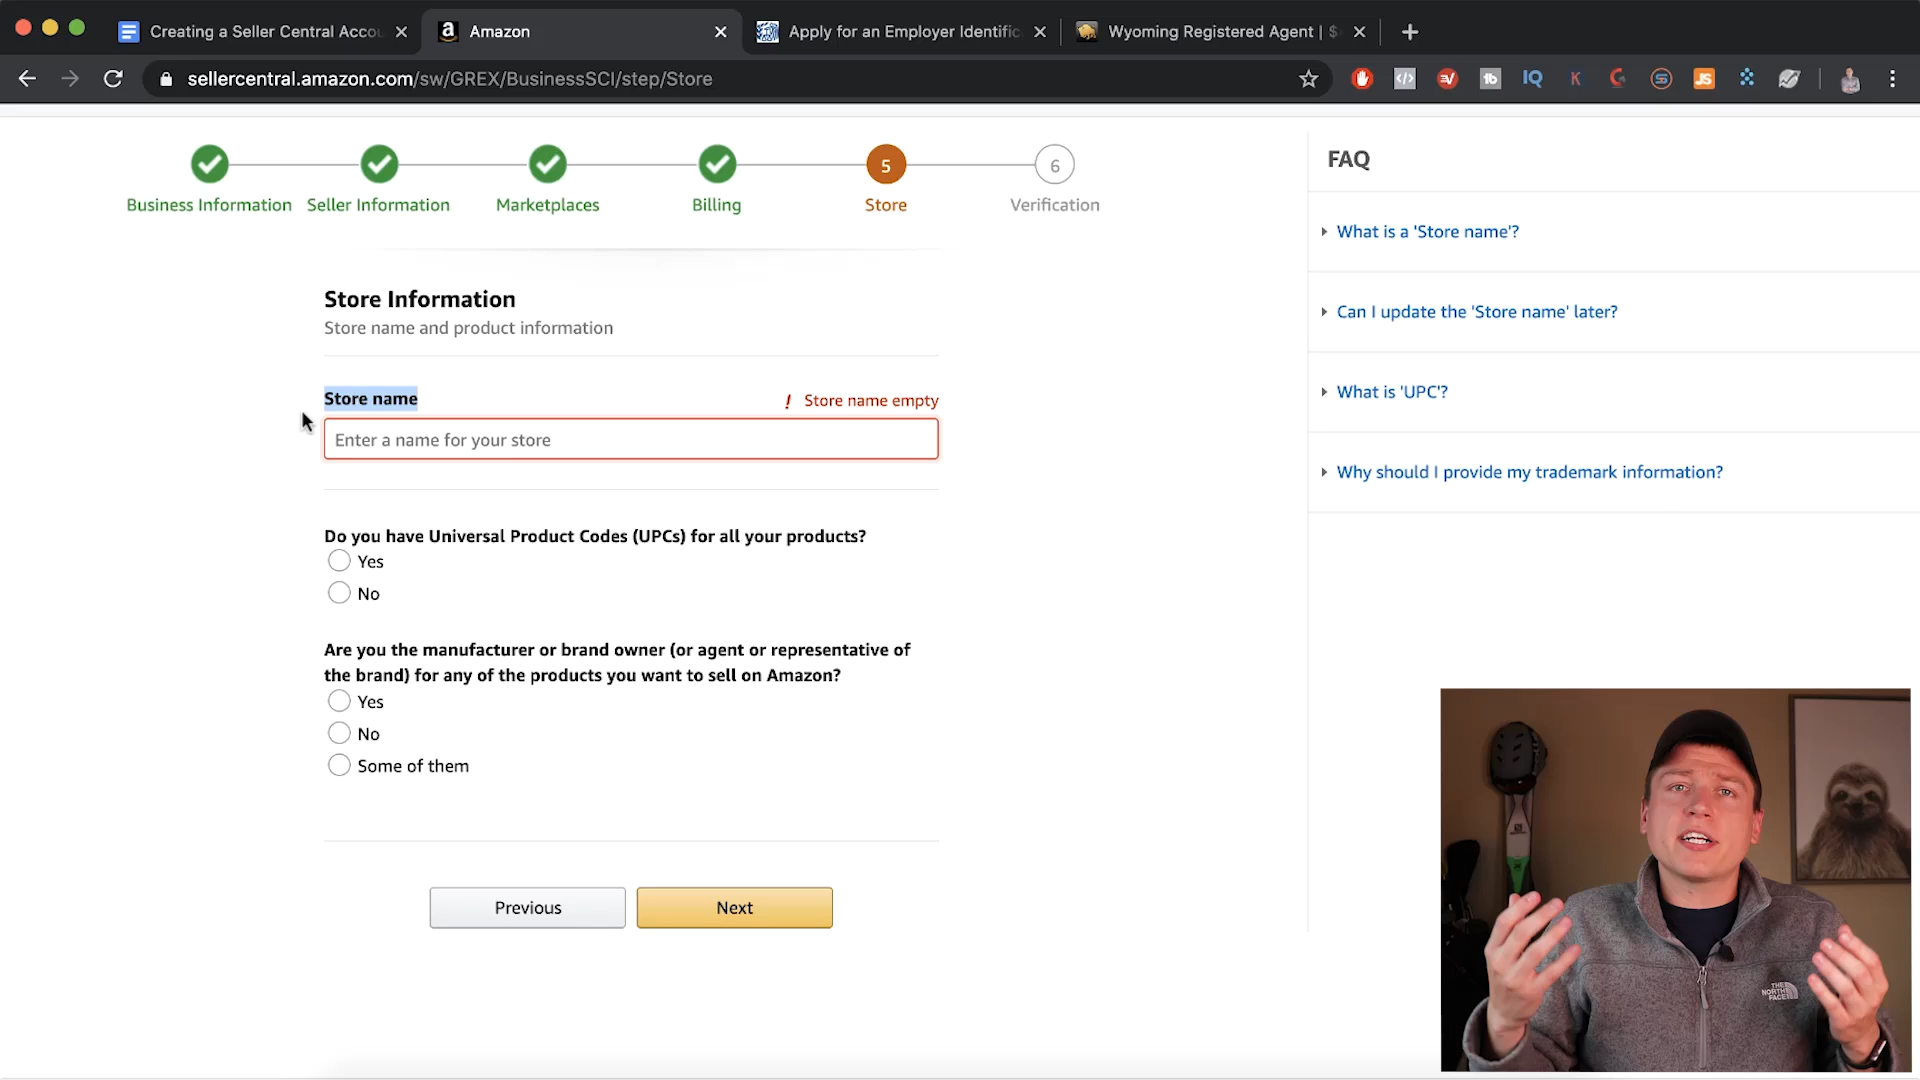 Creating a Seller Central Accou
Amazon
Apply for an Employer Identific
Wyoming Registered Agent | $
sellercentral.amazon.com/sw/GREX/BusinessSCI/step/Store
5
6
Business Information
Seller Information
Marketplaces
Billing
Store
Verification
Store Information
Store name and product information
Store name
! Store name empty
Enter a name for your store
Do you have Universal Product Codes (UPCs) for all your products?
Yes
No
Are you the manufacturer or brand owner (or agent or representative of
the brand) for any of the products you want to sell on Amazon?
Yes
No
Some of them
Previous
Next
FAQ
What is a 'Store name'?
Can I update the 'Store name' later?
What is 'UPC'?
Why should I provide my trademark information?
THE
NORTH
FACE